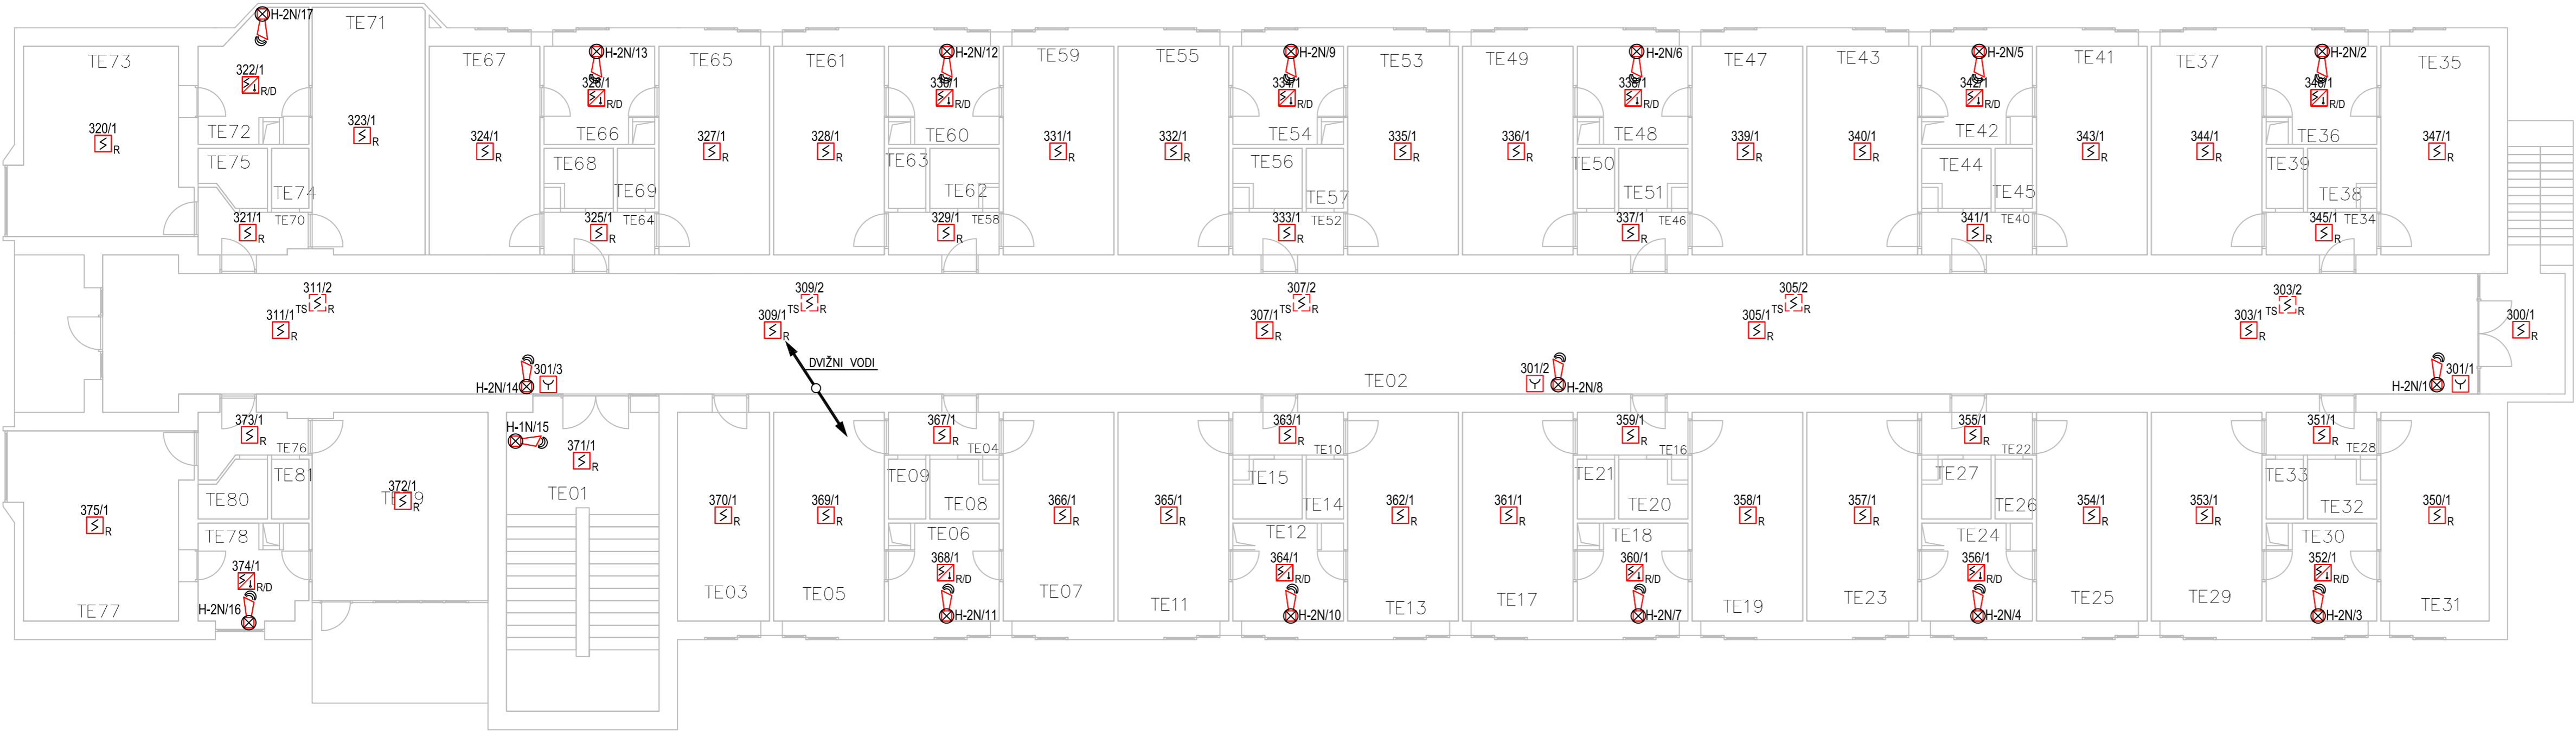 H-2N/17
TE71
TE73
TE67
H-2N/13
TE65
TE61
H-2N/12
TE59
TE55
H-2N/9
TE53
TE49
H-2N/6
TE47
TE43
H-2N/5
TE41
TE37
H-2N/2
TE35
322/1
R/D
326/1
R/D
330/1
R/D
334/1
R/D
338/1
R/D
342/1
R/D
346/1
R/D
320/1
R
TE72
323/1
R
324/1
R
TE66
327/1
R
328/1
R
TE60
331/1
R
332/1
R
TE54
335/1
R
336/1
R
TE48
339/1
R
340/1
R
TE42
343/1
R
344/1
R
TE36
347/1
R
TE75
TE74
TE68
TE69
TE63
TE62
TE56
TE57
TE50
TE51
TE44
TE45
TE39
TE38
321/1
R
TE70
325/1
R
TE64
329/1
R
TE58
333/1
R
TE52
337/1
R
TE46
341/1
R
TE40
345/1
R
TE34
311/2
TS R
309/2
TS R
307/2
TS R
305/2
TS R
303/2
TS R
311/1
R
309/1
R
307/1
R
305/1
R
303/1
R
300/1
R
DVIŽNI VODI
H-2N/14
301/3
301/2
H-2N/8
TE02
H-2N/1
301/1
373/1
R
TE76
H-1N/15
371/1
R
367/1
R
TE04
363/1
R
TE10
359/1
R
TE16
355/1
R
TE22
351/1
R
TE28
TE80
TE81
TE01
TE09
TE08
TE15
TE14
TE21
TE20
TE27
TE26
TE33
TE32
375/1
R
372/1
R
370/1
R
369/1
R
366/1
R
365/1
R
362/1
R
361/1
R
358/1
R
357/1
R
354/1
R
353/1
R
350/1
R
TE78
TE06
TE12
TE18
TE24
TE30
374/1
R/D
368/1
R/D
364/1
R/D
360/1
R/D
356/1
R/D
352/1
R/D
TE77
H-2N/16
TE03
TE05
H-2N/11
TE07
TE11
H-2N/10
TE13
TE17
H-2N/7
TE19
TE23
H-2N/4
TE25
TE29
H-2N/3
TE31